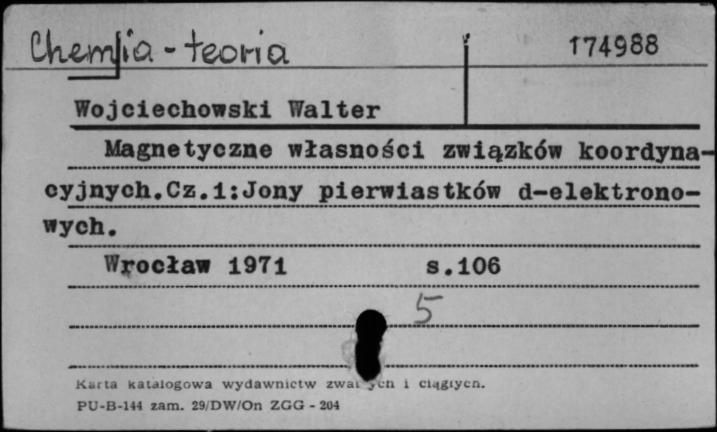 Chemia - teoria
174988
Wojciechowski Walter
Magnetyczne własności związków koordyna-
cyjnych.Cz.1:Jony pierwiastków d-elektrono-
wych.
Wrocław 1971 s.106
5
Karta katalogowa wydawnictw i ciągłych.
PU-B-144 zam. 29/DW/On ZGG - 204